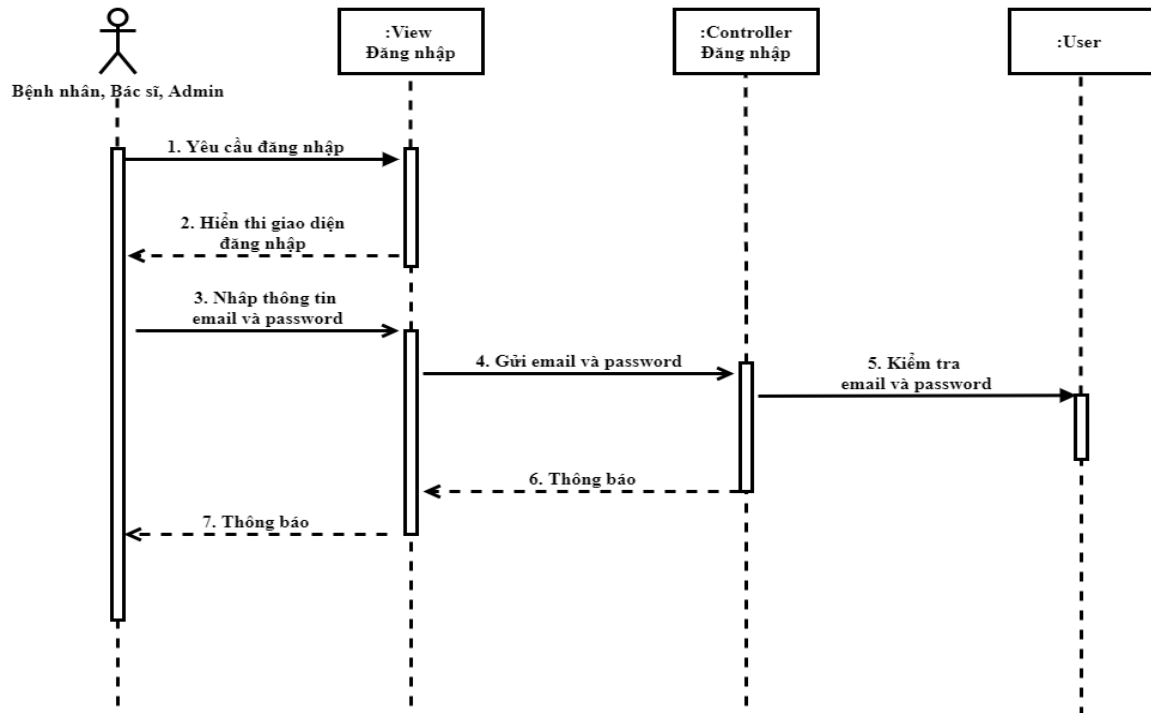 :View
Đăng nhập
:Controller
Đăng nhập
:User
Bệnh nhân, Bác sĩ, Admin
1. Yêu cầu đăng nhập
2. Hiển thi giao diện
đăng nhập
3. Nhâp thông tin
email và password
4. Gửi email và password
5. Kiểm tra
email và password
6. Thông báo
7. Thông báo